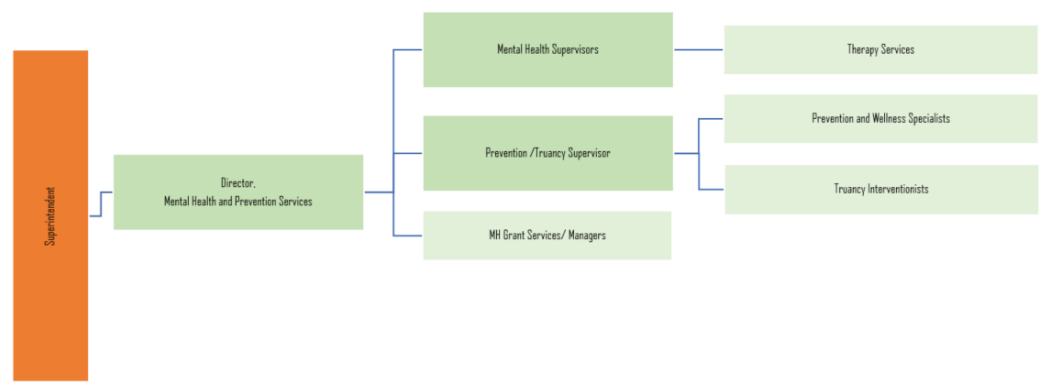 Superintendent
Director,
Mental Health and Prevention Services
Mental Health Supervisors
Therapy Services
Prevention /Truancy Supervisor
Prevention and Wellness Specialists
Truancy Interventionists
MH Grant Services/ Managers